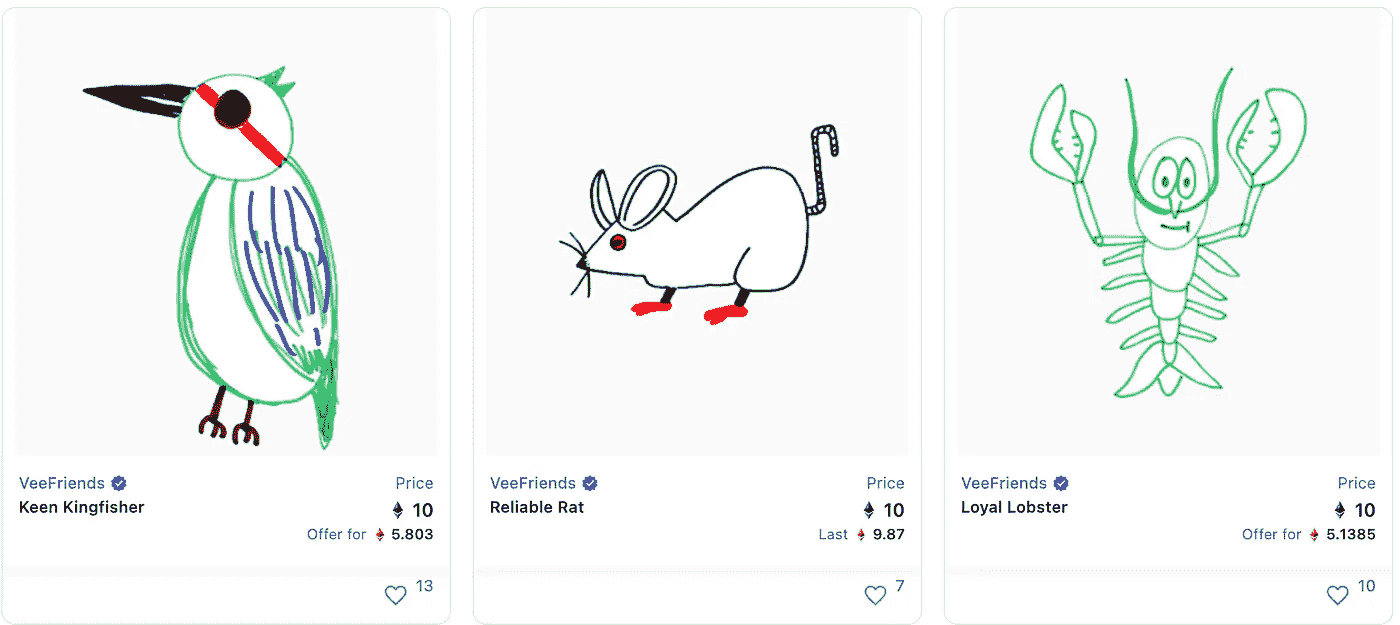 VeeFriends Price
Keen Kingfisher 10
Offer for 5.803
13
VeeFriends Price
Reliable Rat 10
Last 9.87
7
VeeFriends Price
Loyal Lobster 10
Offer for 5.1385
10